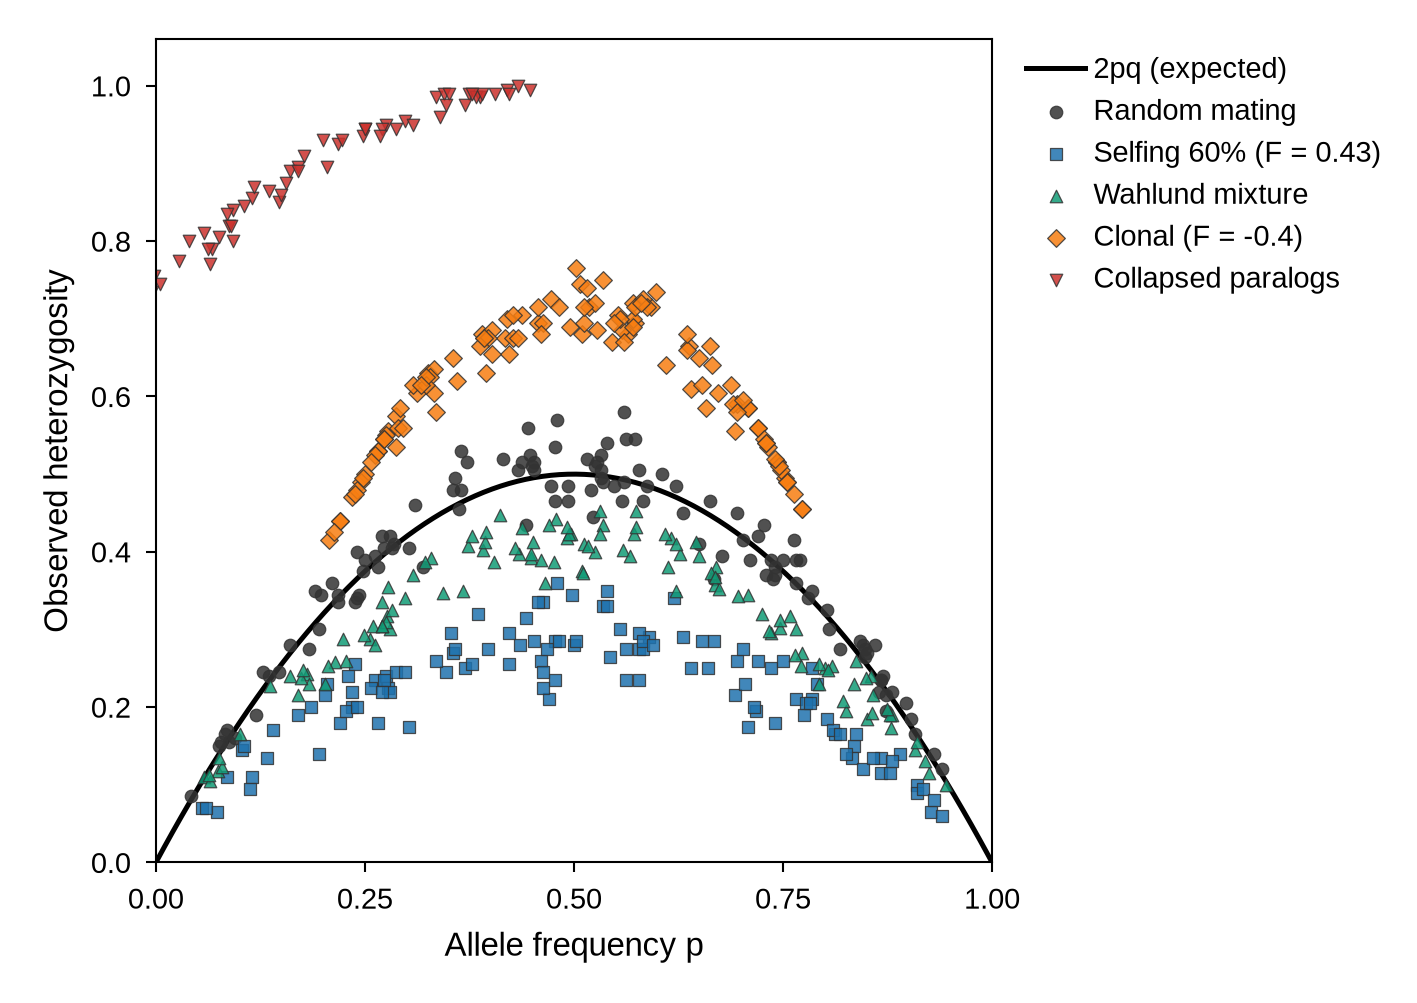 2pq (expected)
Random mating
Selfing 60% (F = 0.43)
Wahlund mixture
Clonal (F = -0.4)
Collapsed paralogs
Observed heterozygosity
1.0
0.8
0.6
0.4
0.2
0.0
0.00 0.25 0.50 0.75 1.00
Allele frequency p